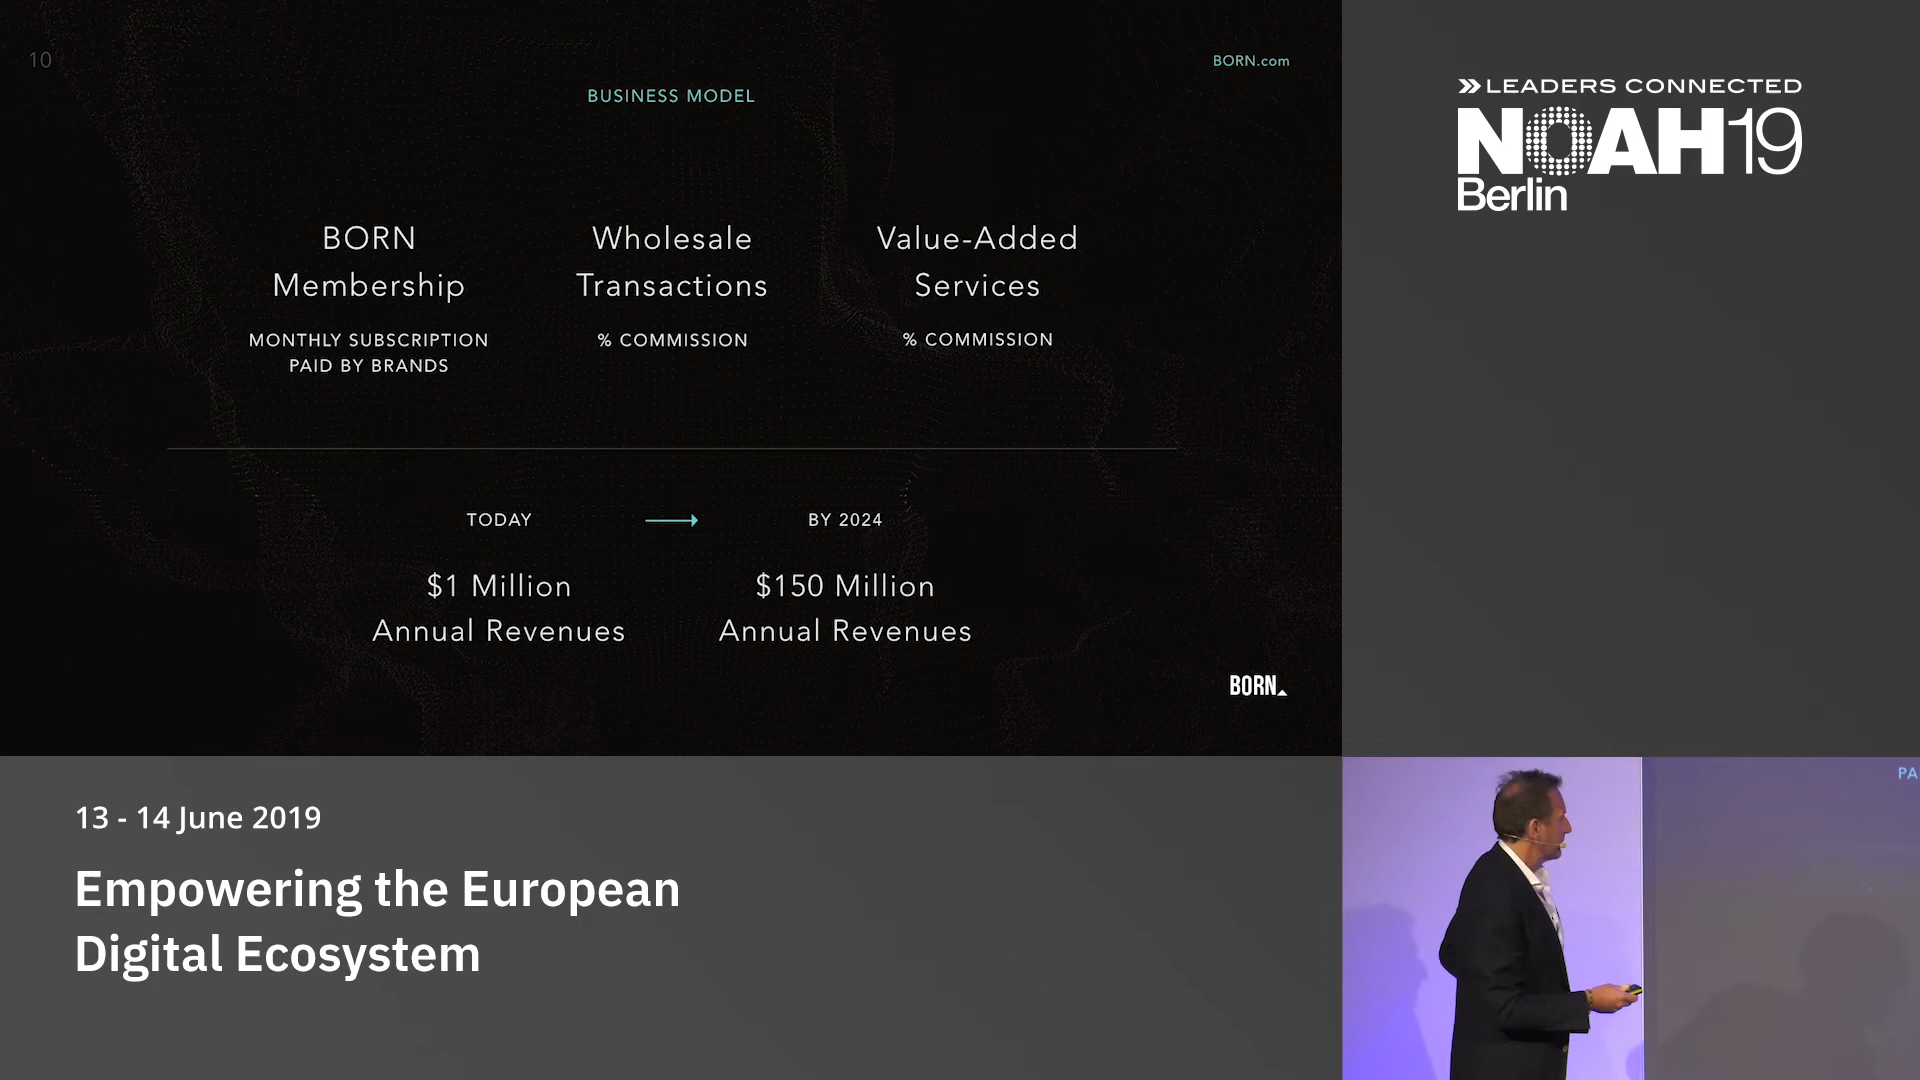 10
BORN.com
BUSINESS MODEL
BORN
Membership
MONTHLY SUBSCRIPTION
PAID BY BRANDS
Wholesale
Transactions
% COMMISSION
Value-Added
Services
% COMMISSION
TODAY
BY 2024
$1 Million
Annual Revenues
$150 Million
Annual Revenues
BORN
LEADERS CONNECTED
NOAH19
Berlin
13 - 14 June 2019
Empowering the European
Digital Ecosystem
PA